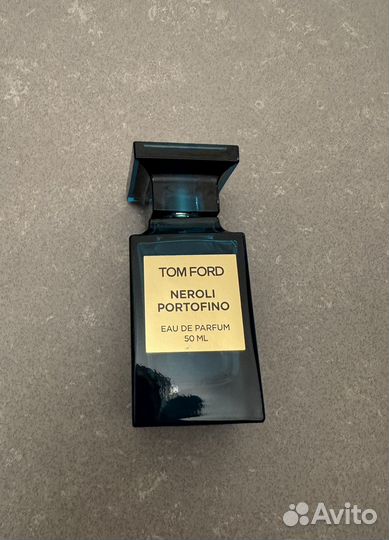 TOM FORD
NEROLI
PORTOFINO
EAU DE PARFUM
50 ML
Avito